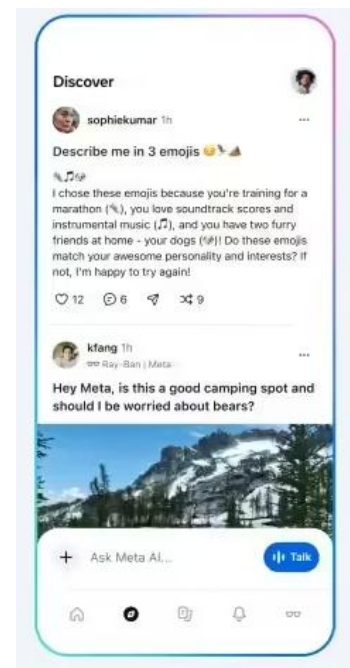 Discover
sophiekumar 1h
Describe me in 3 emojis
I chose these emojis because you're training for a
marathon (), you love soundtrack scores and
instrumental music (🎵), and you have two furry
friends at home - your dogs ()! Do these emojis
match your awesome personality and interests? If
not, I'm happy to try again!
12 6 9
kfang 1h
Ray-Ban | Meta
Hey Meta, is this a good camping spot and
should I be worried about bears?
Ask Meta AI...
Talk